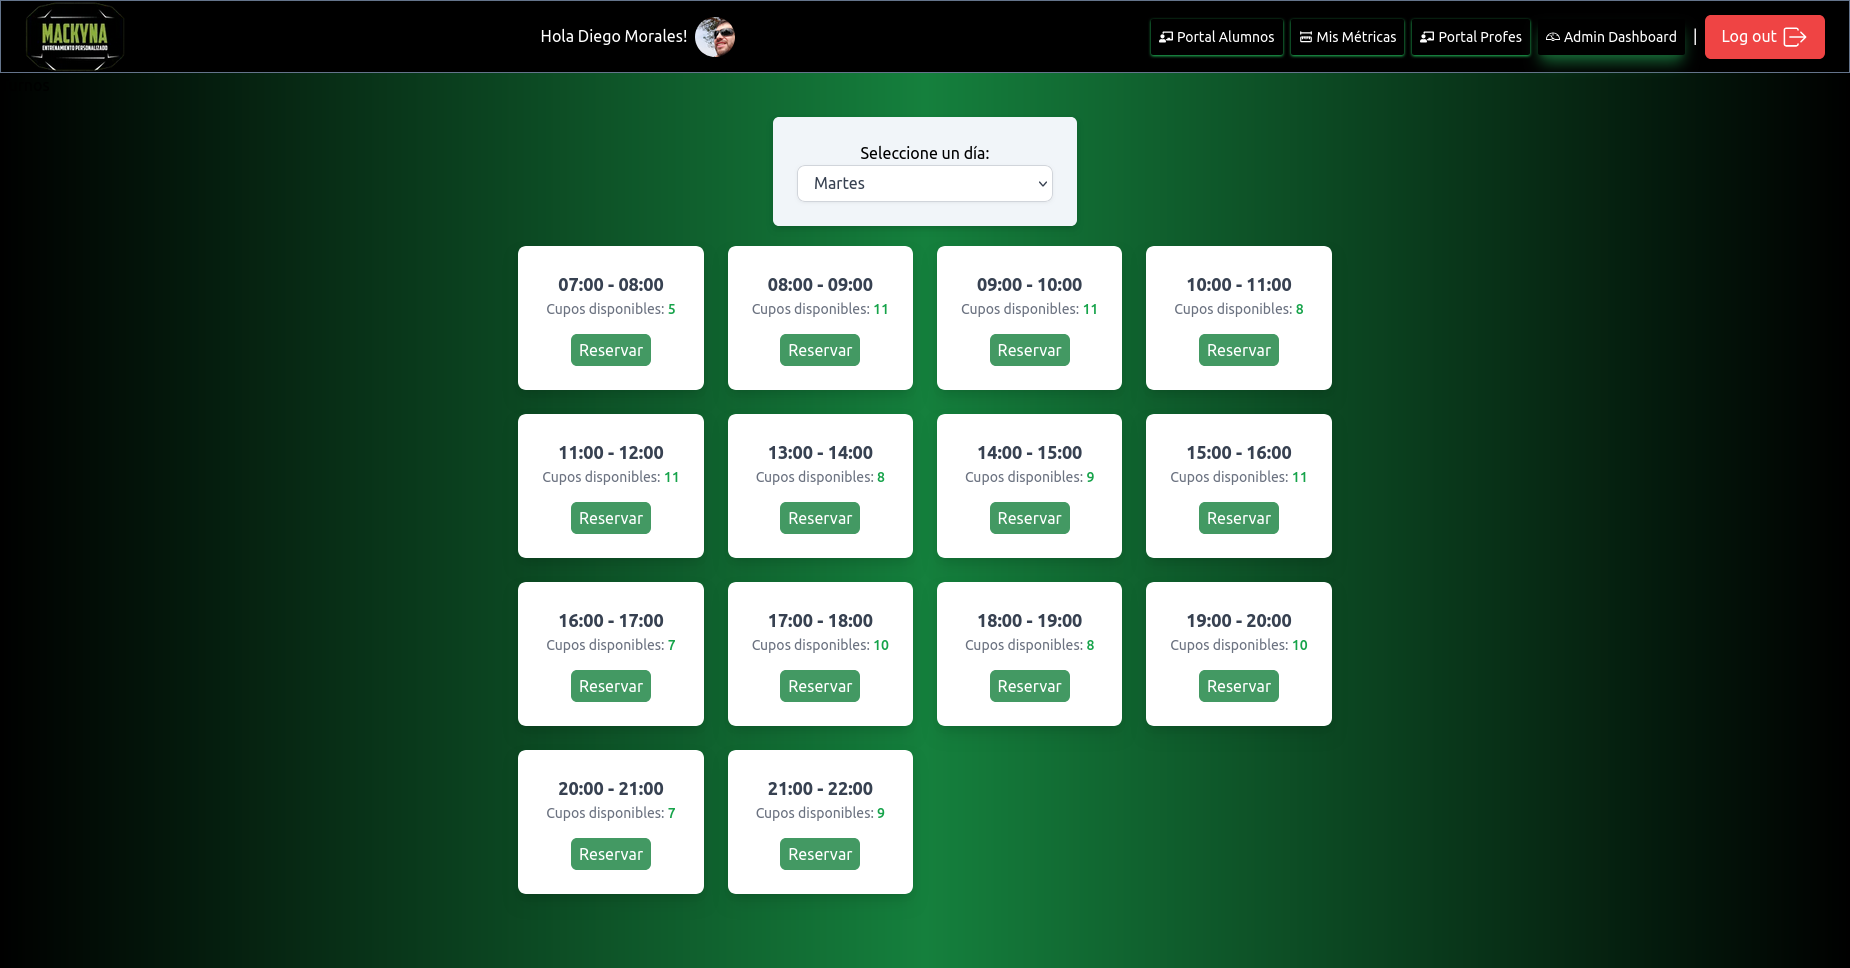 MACKYNA
ENTRENAMIENTO PERSONALIZADO
Hola Diego Morales!
Portal Alumnos
Mis Métricas
Portal Profes
Admin Dashboard
|
Log out
Seleccione un día:
Martes
07:00 - 08:00
Cupos disponibles: 5
Reservar
08:00 - 09:00
Cupos disponibles: 11
Reservar
09:00 - 10:00
Cupos disponibles: 11
Reservar
10:00 - 11:00
Cupos disponibles: 8
Reservar
11:00 - 12:00
Cupos disponibles: 11
Reservar
13:00 - 14:00
Cupos disponibles: 8
Reservar
14:00 - 15:00
Cupos disponibles: 9
Reservar
15:00 - 16:00
Cupos disponibles: 11
Reservar
16:00 - 17:00
Cupos disponibles: 7
Reservar
17:00 - 18:00
Cupos disponibles: 10
Reservar
18:00 - 19:00
Cupos disponibles: 8
Reservar
19:00 - 20:00
Cupos disponibles: 10
Reservar
20:00 - 21:00
Cupos disponibles: 7
Reservar
21:00 - 22:00
Cupos disponibles: 9
Reservar